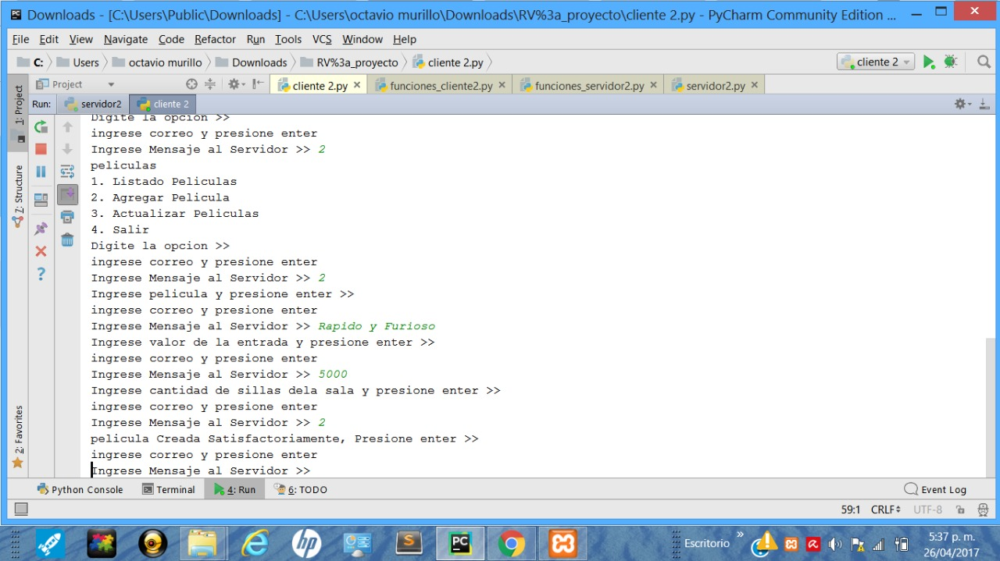 PC Downloads - [C:\Users\Public\Downloads] - C:\Users\octavio murillo\Downloads\RV%3a_proyecto\cliente 2.py - PyCharm Community Edition ...
File Edit View Navigate Code Refactor Run Tools VCS Window Help
C: Users octavio murillo Downloads RV%3a_proyecto cliente 2.py cliente 2
Project cliente 2.py funciones_cliente2.py funciones_servidor2.py servidor2.py
1: Project
Run: servidor2 cliente 2
7: Structure
2: Favorites
Digite la opcion >>
ingrese correo y presione enter
Ingrese Mensaje al Servidor >> 2
peliculas
1. Listado Peliculas
2. Agregar Pelicula
3. Actualizar Peliculas
4. Salir
Digite la opcion >>
ingrese correo y presione enter
Ingrese Mensaje al Servidor >> 2
Ingrese pelicula y presione enter >>
ingrese correo y presione enter
Ingrese Mensaje al Servidor >> Rapido y Furioso
Ingrese valor de la entrada y presione enter >>
ingrese correo y presione enter
Ingrese Mensaje al Servidor >> 5000
Ingrese cantidad de sillas dela sala y presione enter >>
ingrese correo y presione enter
Ingrese Mensaje al Servidor >> 2
pelicula Creada Satisfactoriamente, Presione enter >>
ingrese correo y presione enter
Ingrese Mensaje al Servidor >>
Python Console Terminal 4: Run 6: TODO Event Log
59:1 CRLF UTF-8
hp S PC Escritorio » 5:37 p. m.
26/04/2017